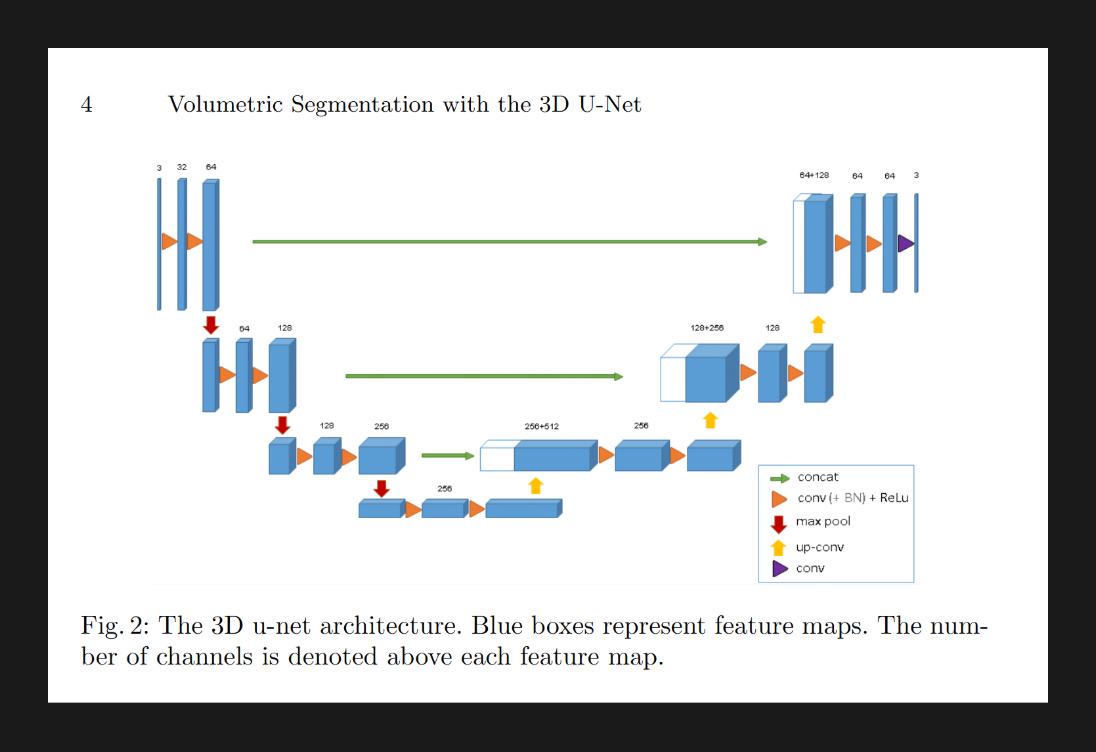 4 Volumetric Segmentation with the 3D U-Net
3 32 64
64+128 64 64 3
64 128
128+256 128
128 256
256+512 256
256
concat
conv (+ BN) + ReLu
max pool
up-conv
conv
Fig. 2: The 3D u-net architecture. Blue boxes represent feature maps. The num-
ber of channels is denoted above each feature map.